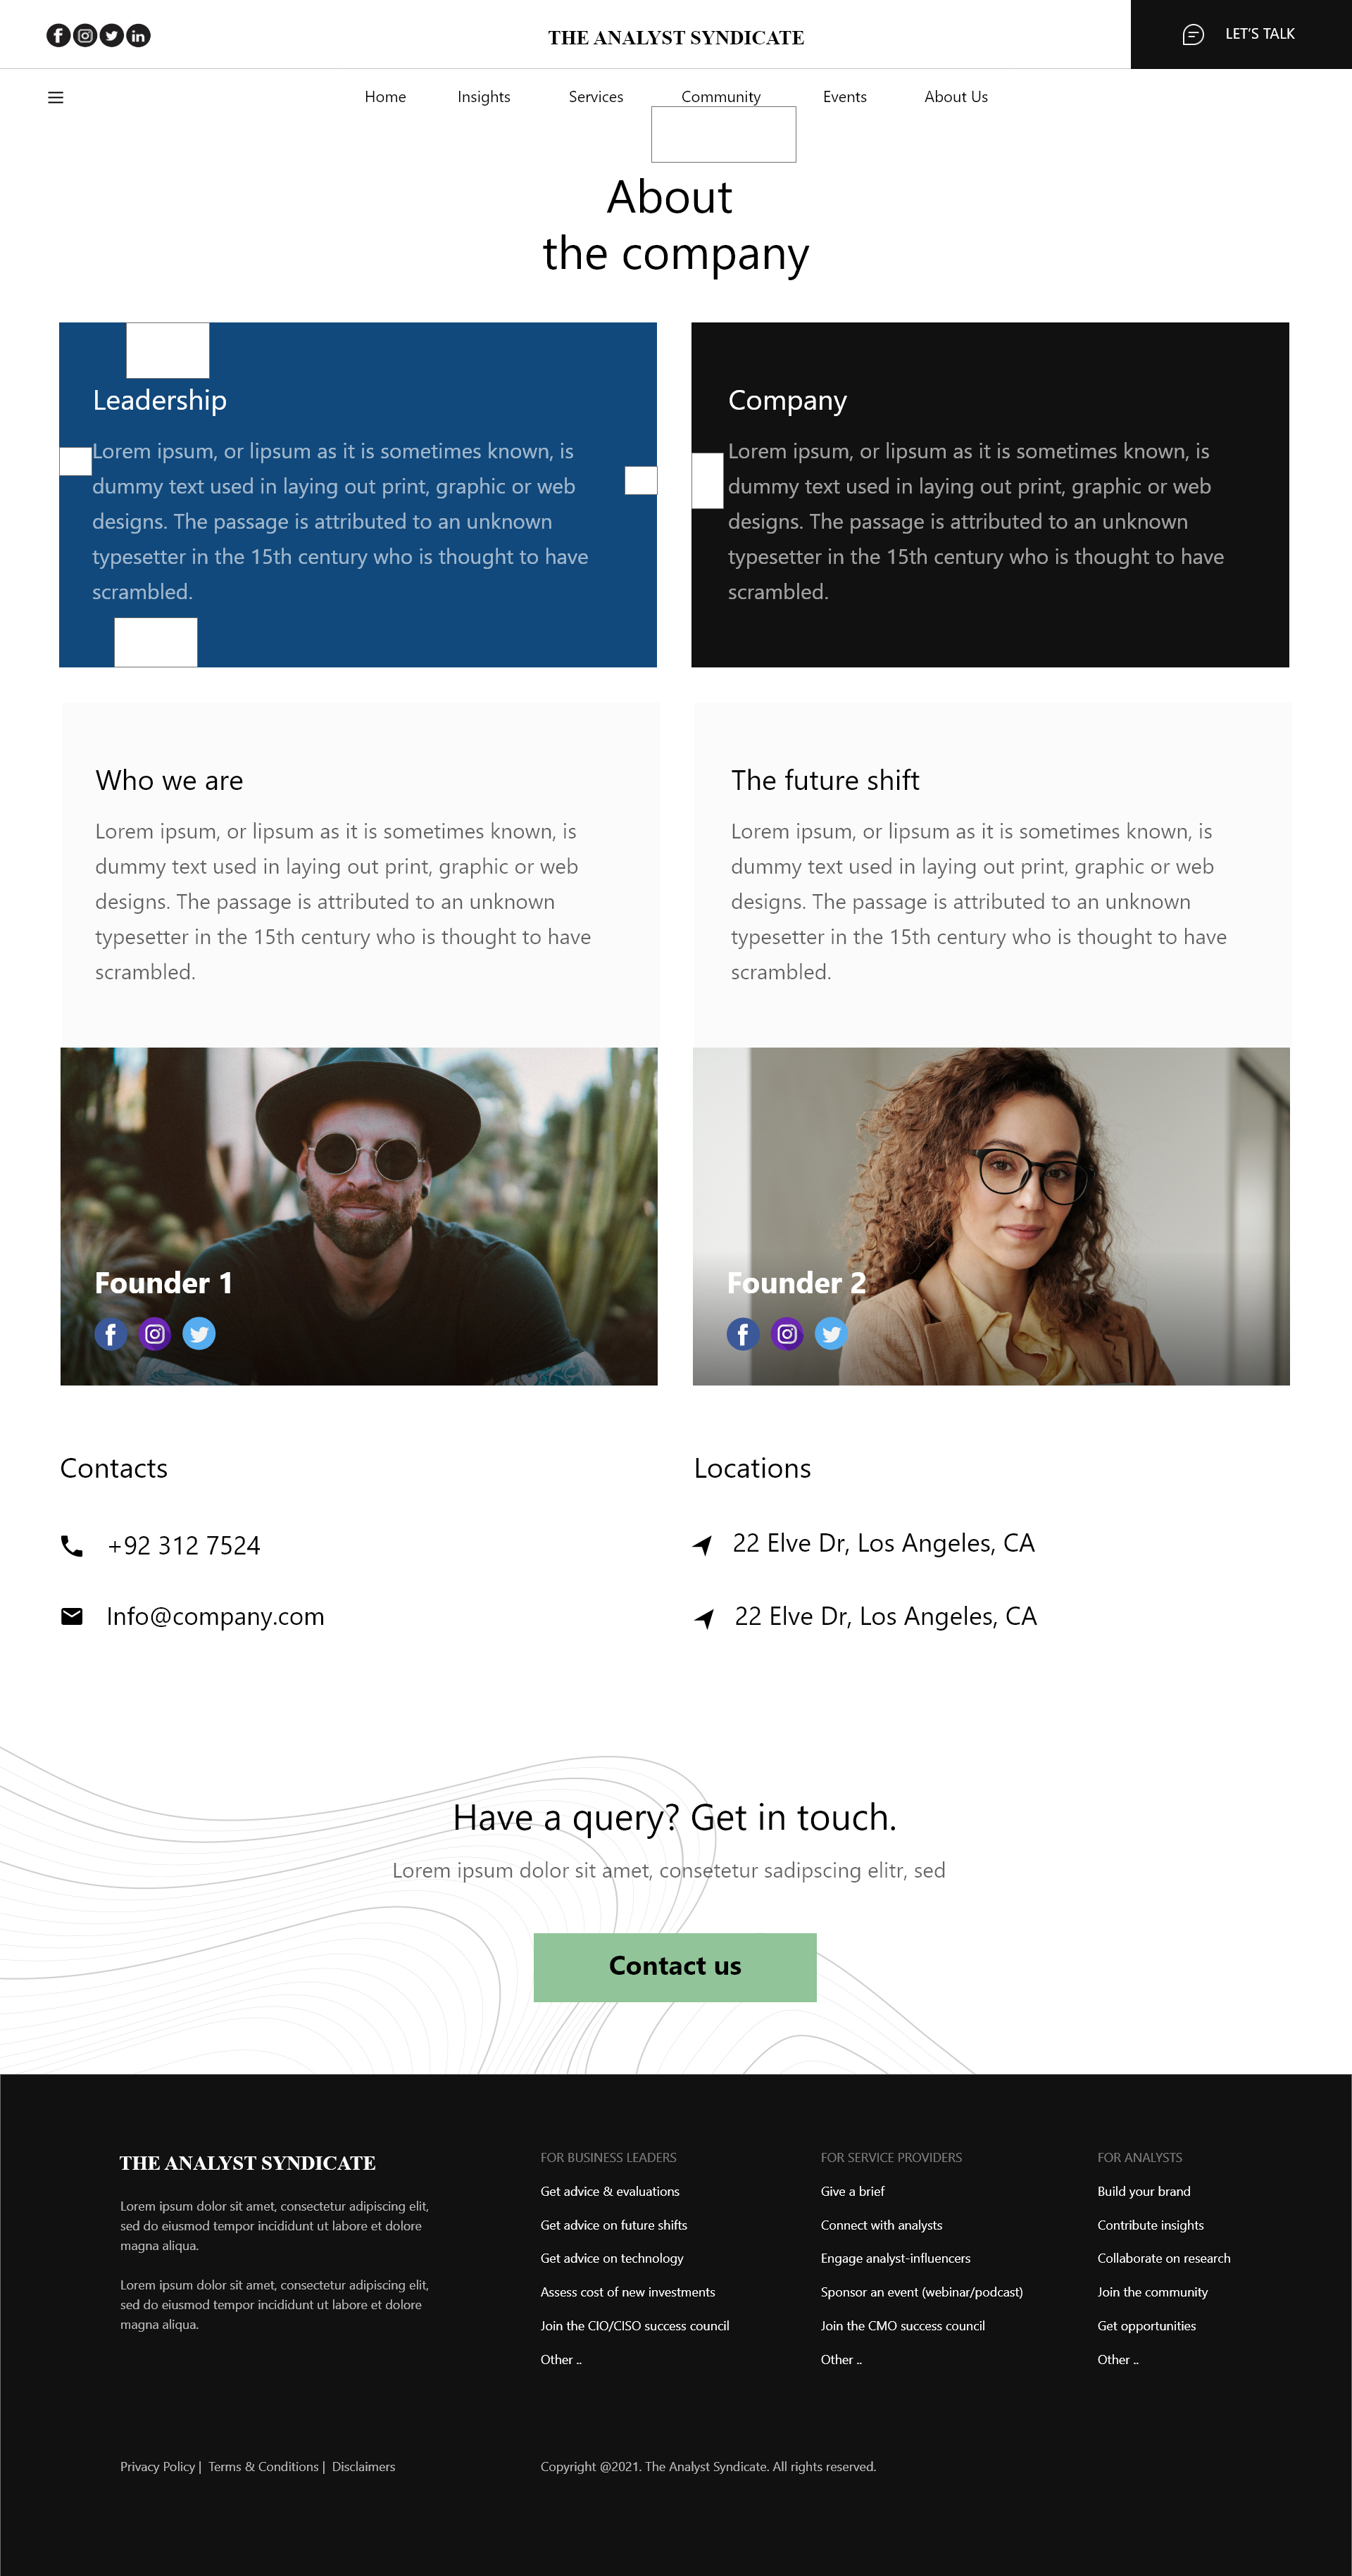 THE ANALYST SYNDICATE
LET'S TALK
Home
Insights
Services
Community
Events
About Us
About
the company
Leadership
Lorem ipsum, or lipsum as it is sometimes known, is
dummy text used in laying out print, graphic or web
designs. The passage is attributed to an unknown
typesetter in the 15th century who is thought to have
scrambled.
Company
Lorem ipsum, or lipsum as it is sometimes known, is
dummy text used in laying out print, graphic or web
designs. The passage is attributed to an unknown
typesetter in the 15th century who is thought to have
scrambled.
Who we are
Lorem ipsum, or lipsum as it is sometimes known, is
dummy text used in laying out print, graphic or web
designs. The passage is attributed to an unknown
typesetter in the 15th century who is thought to have
scrambled.
The future shift
Lorem ipsum, or lipsum as it is sometimes known, is
dummy text used in laying out print, graphic or web
designs. The passage is attributed to an unknown
typesetter in the 15th century who is thought to have
scrambled.
Founder 1
Founder 2
Contacts
+92 312 7524
Info@company.com
Locations
22 Elve Dr, Los Angeles, CA
22 Elve Dr, Los Angeles, CA
Have a query? Get in touch.
Lorem ipsum dolor sit amet, consetetur sadipscing elitr, sed
Contact us
THE ANALYST SYNDICATE
Lorem ipsum dolor sit amet, consectetur adipiscing elit,
sed do eiusmod tempor incididunt ut labore et dolore
magna aliqua.
Lorem ipsum dolor sit amet, consectetur adipiscing elit,
sed do eiusmod tempor incididunt ut labore et dolore
magna aliqua.
FOR BUSINESS LEADERS
Get advice & evaluations
Get advice on future shifts
Get advice on technology
Assess cost of new investments
Join the CIO/CISO success council
Other ..
FOR SERVICE PROVIDERS
Give a brief
Connect with analysts
Engage analyst-influencers
Sponsor an event (webinar/podcast)
Join the CMO success council
Other ..
FOR ANALYSTS
Build your brand
Contribute insights
Collaborate on research
Join the community
Get opportunities
Other ..
Privacy Policy | Terms & Conditions | Disclaimers
Copyright @2021. The Analyst Syndicate. All rights reserved.